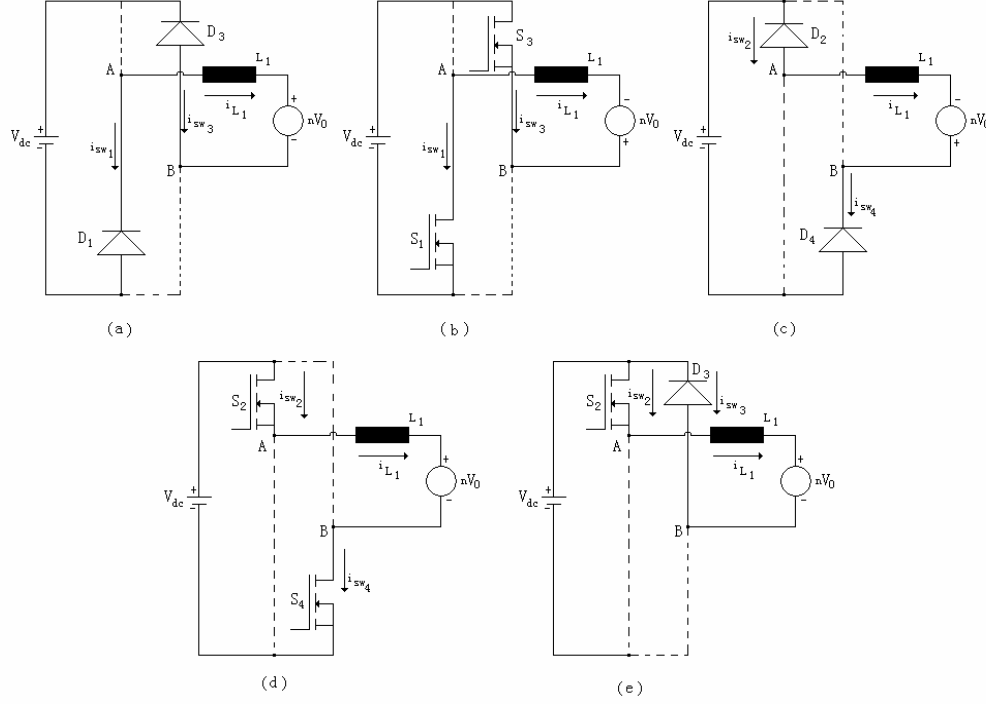 D3
A
L1
iL1
isw3
+
-
nV0
Vdc
+
-
isw1
B
D1
(a)
S3
A
L1
iL1
isw3
-
+
nV0
Vdc
+
-
isw1
B
S1
(b)
isw2
D2
A
L1
iL1
-
+
nV0
Vdc
+
-
B
isw4
D4
(c)
S2
isw2
A
L1
iL1
+
-
nV0
Vdc
+
-
B
isw4
S4
(d)
S2
isw2
D3
isw3
A
L1
iL1
+
-
nV0
Vdc
+
-
B
(e)